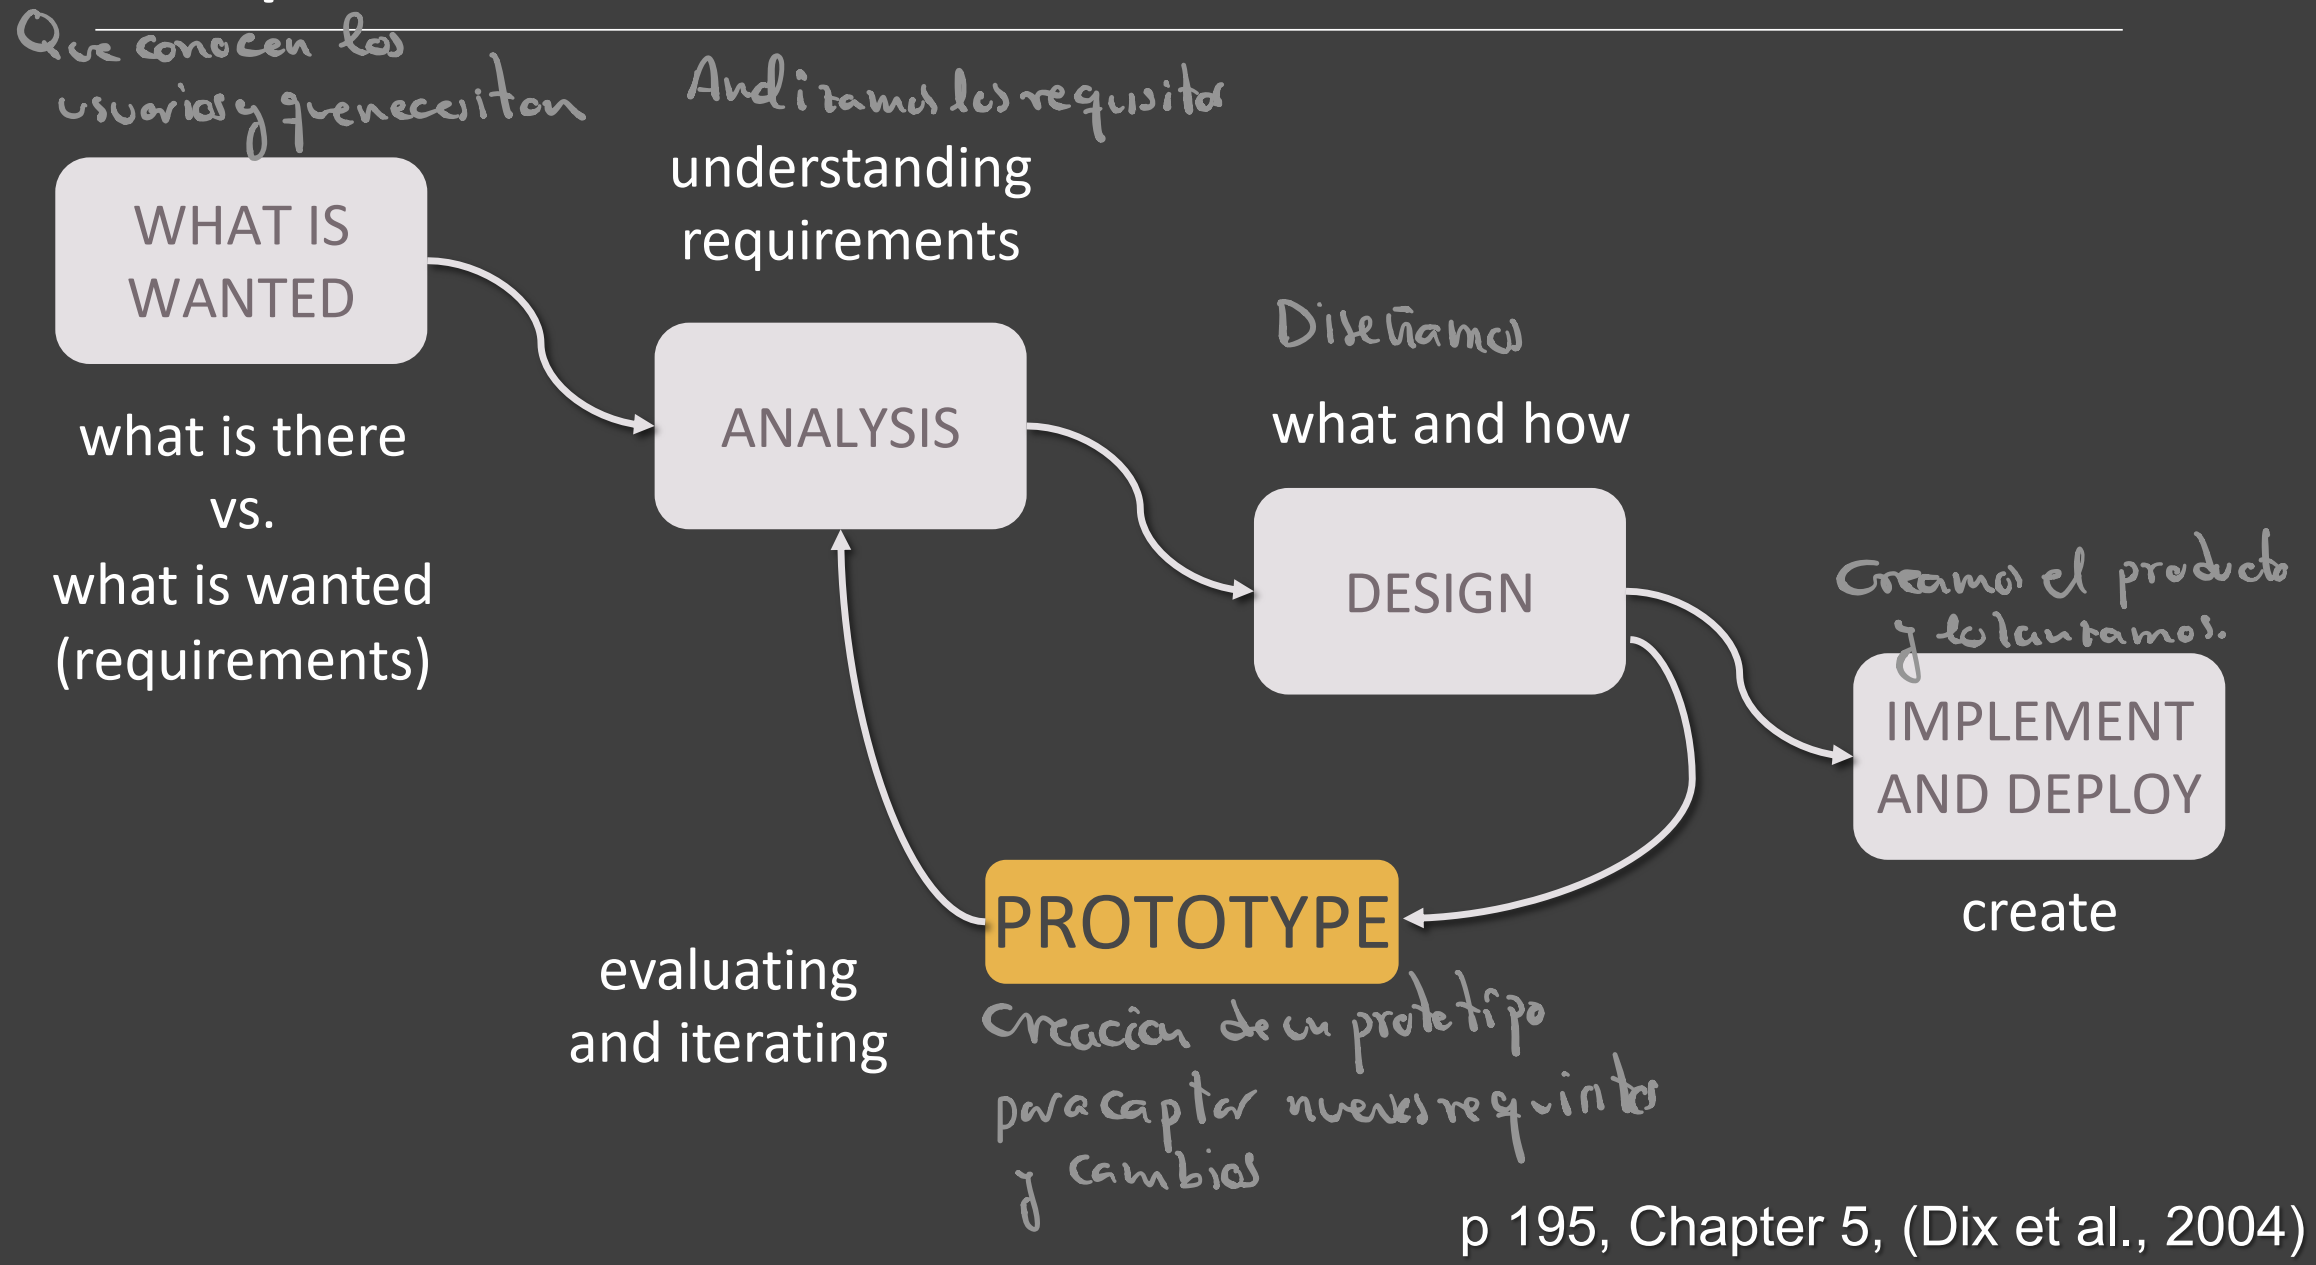 Que conocen los
usuarios y que necesitan
WHAT IS
WANTED
what is there
vs.
what is wanted
(requirements)
Analizamos los requisitos
understanding
requirements
ANALYSIS
Diseñamos
what and how
DESIGN
Creamos el producto
y lo lanzamos.
IMPLEMENT
AND DEPLOY
create
PROTOTYPE
evaluating
and iterating
Creación de un prototipo
para captar nuevos requisitos
y cambios
p 195, Chapter 5, (Dix et al., 2004)